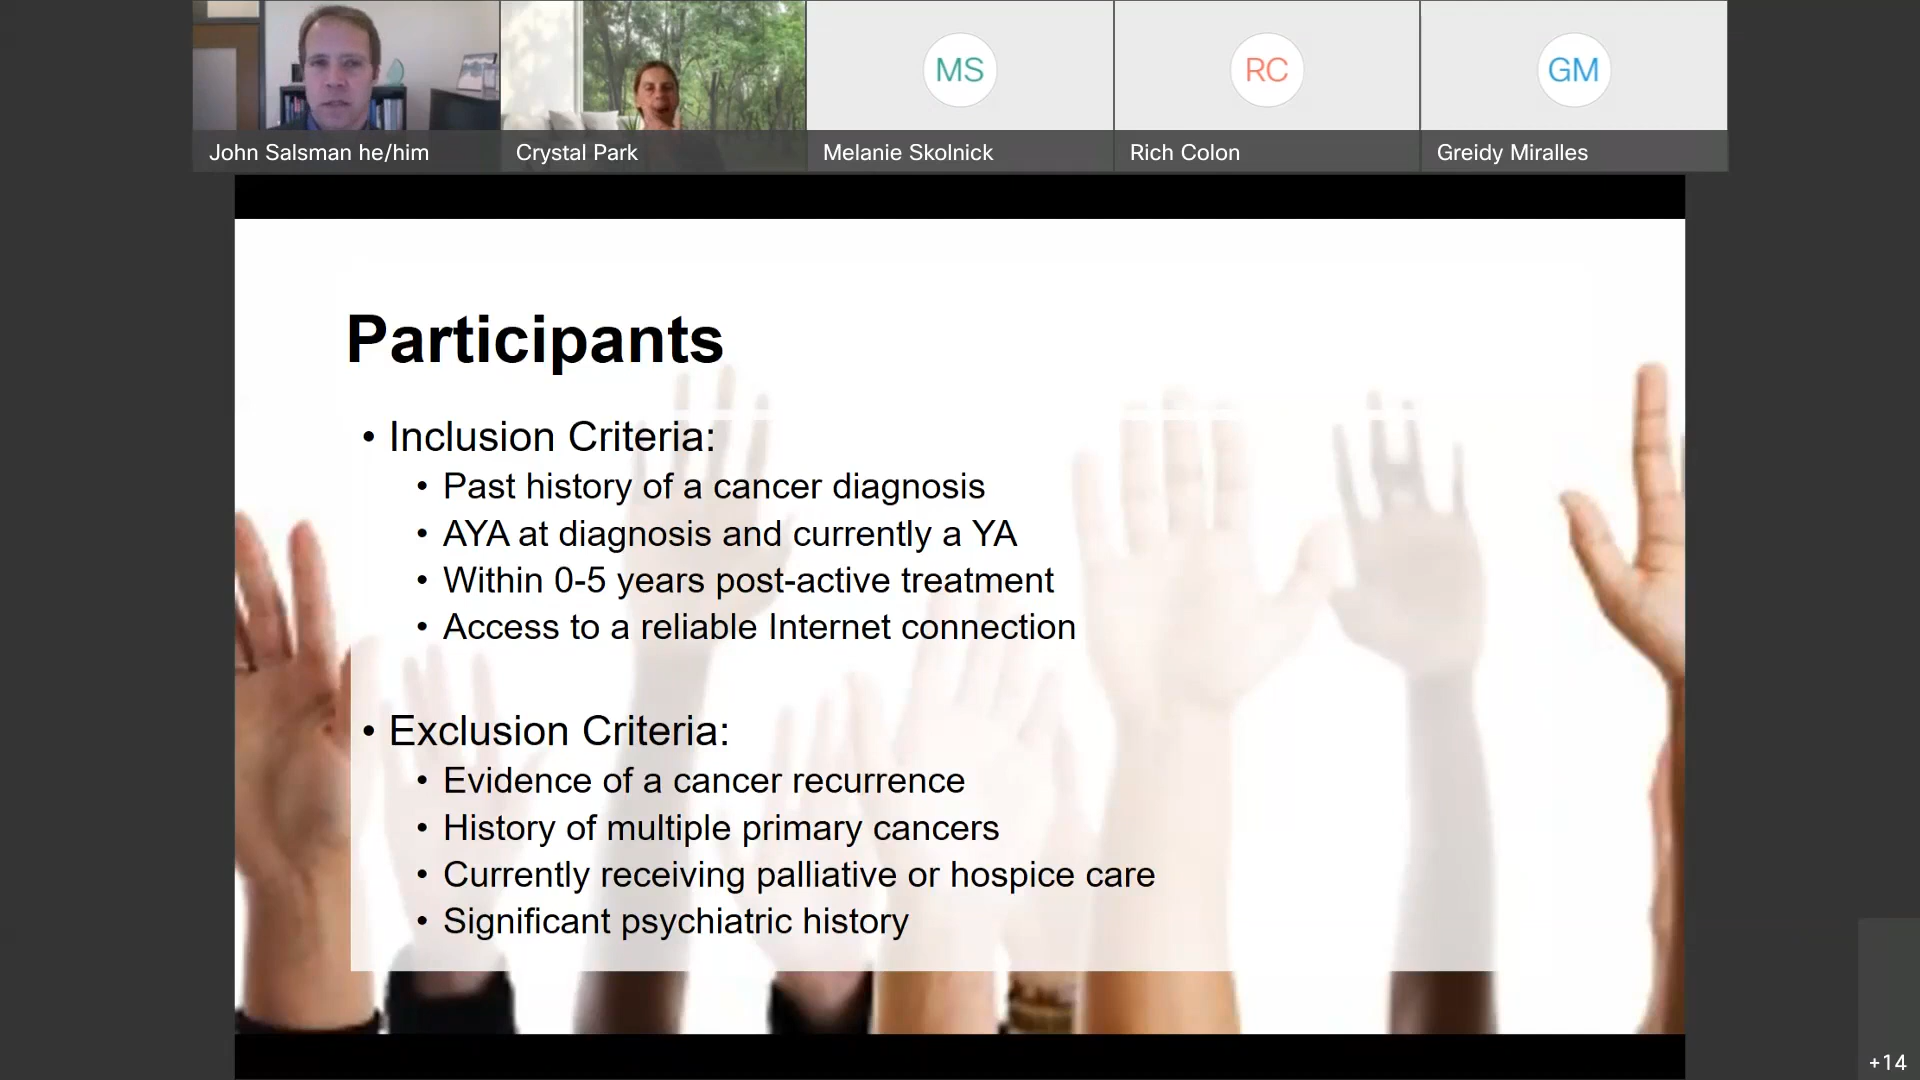 MS
RC
GM
John Salsman he/him
Crystal Park
Melanie Skolnick
Rich Colon
Greidy Miralles
Participants
• Inclusion Criteria:
• Past history of a cancer diagnosis
• AYA at diagnosis and currently a YA
• Within 0-5 years post-active treatment
• Access to a reliable Internet connection
• Exclusion Criteria:
• Evidence of a cancer recurrence
• History of multiple primary cancers
• Currently receiving palliative or hospice care
• Significant psychiatric history
+14